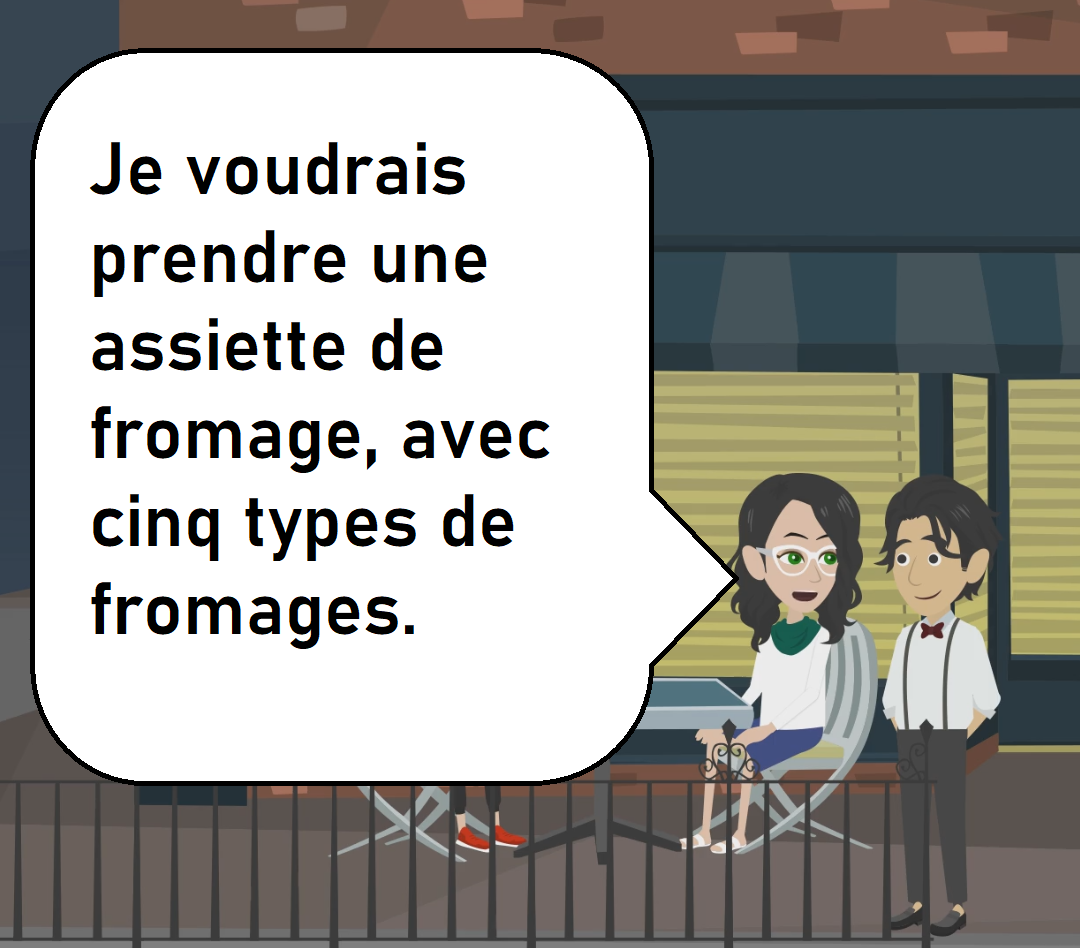 Je voudrais
prendre une
assiette de
fromage, avec
cinq types de
fromages.